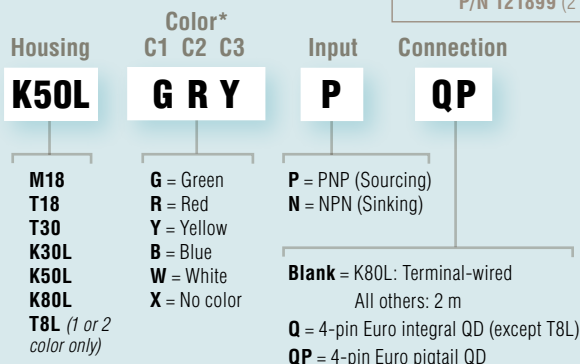 P/N 121899 (2
Color*
Housing C1 C2 C3 Input Connection
K50L G R Y P QP
M18
T18
T30
K30L
K50L
K80L
T8L (1 or 2
color only)
G = Green
R = Red
Y = Yellow
B = Blue
W = White
X = No color
P = PNP (Sourcing)
N = NPN (Sinking)
Blank = K80L: Terminal-wired
All others: 2 m
Q = 4-pin Euro integral QD (except T8L)
QP = 4-pin Euro pigtail QD